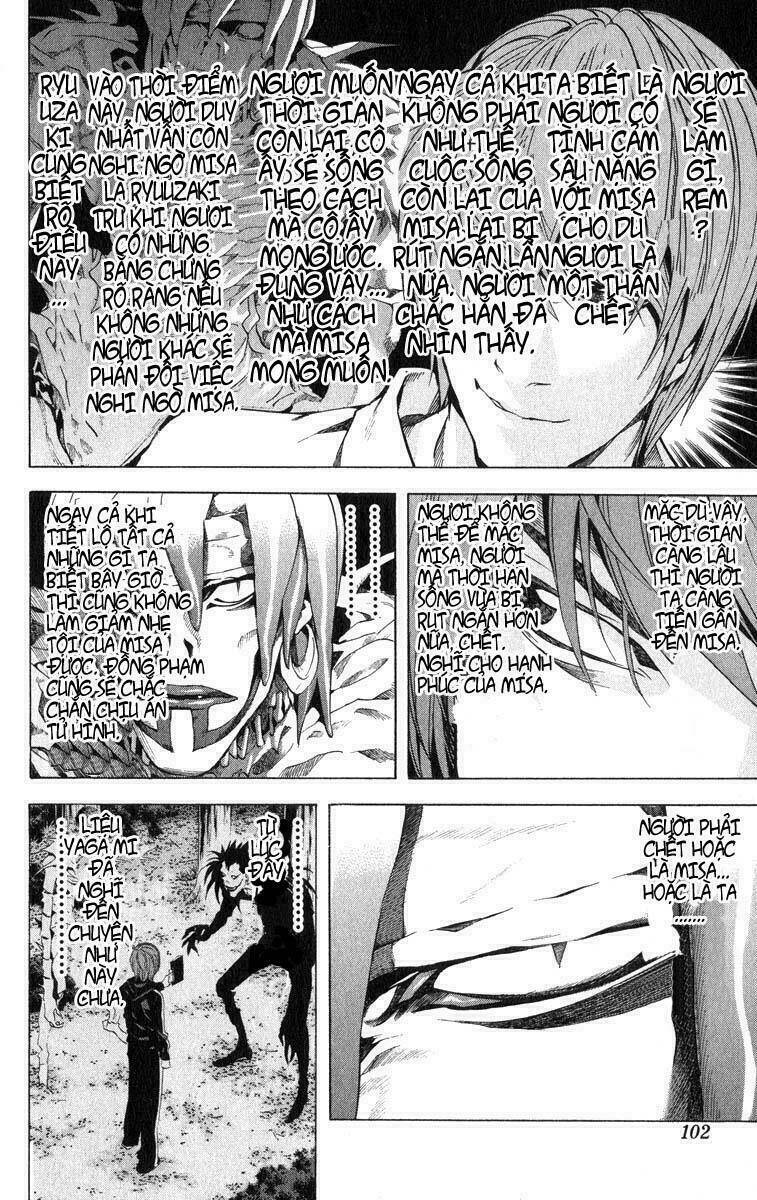 NGƯƠI
SẼ
LÀM
GÌ,
REM
?
TA BIẾT LÀ
NGƯƠI CÓ
TÌNH CẢM
SÂU NẶNG
VỚI MISA
CHO DÙ
NGƯƠI LÀ
MỘT THẦN
CHẾT
NGAY CẢ KHI
KHÔNG PHẢI
NHƯ THẾ,
CUỘC SỐNG
CÒN LẠI CỦA
MISA LẠI BỊ
RÚT NGẮN LẦN
NỮA. NGƯƠI
CHẮC HẲN ĐÃ
NHÌN THẤY.
NGƯƠI MUỐN
THỜI GIAN
CÒN LẠI CÔ
ẤY SẼ SỐNG
THEO CÁCH
MÀ CÔ ẤY
MONG ƯỚC.
ĐÚNG VẬY...
NHƯ CÁCH
MÀ MISA
MONG MUỐN.
VÀO THỜI ĐIỂM
NÀY, NGƯỜI DUY
NHẤT VẪN CÒN
NGHI NGỜ MISA
LÀ RYUUZAKI
TRỪ KHI NGƯƠI
CÓ NHỮNG
BẰNG CHỨNG
RÕ RÀNG NẾU
KHÔNG NHỮNG
NGƯỜI KHÁC SẼ
PHẢN ĐỐI VIỆC
NGHI NGỜ MISA.
RYU
UZA
KI
CŨNG
BIẾT
RÕ
ĐIỀU
NÀY
...
MẶC DÙ VẬY,
THỜI GIAN
CÀNG LÂU
THÌ NGƯỜI
TA CÀNG
TIẾN GẦN
ĐẾN MISA.
NGƯƠI KHÔNG
THỂ ĐỂ MẶC
MISA, NGƯỜI
MÀ THỜI HẠN
SỐNG VỪA BỊ
RÚT NGẮN HƠN
NỮA, CHẾT.
NGHĨ CHO HẠNH
PHÚC CỦA MISA.
NGAY CẢ KHI
TIẾT LỘ TẤT CẢ
NHỮNG GÌ TA
BIẾT BÂY GIỜ
THÌ CŨNG KHÔNG
LÀM GIẢM NHẸ
TỘI CỦA MISA
ĐƯỢC. ĐỒNG PHẠM
CŨNG SẼ CHẮC
CHẮN CHỊU ÁN
TỬ HÌNH.
NGƯỜI PHẢI
CHẾT HOẶC
LÀ MISA...
HOẶC LÀ TA
.......
TỪ
LÚC
ĐẤY
LIỆU
YAGAMI
ĐÃ
NGHĨ
ĐẾN
CHUYỆN
NHƯ
NÀY
CHƯA.
102